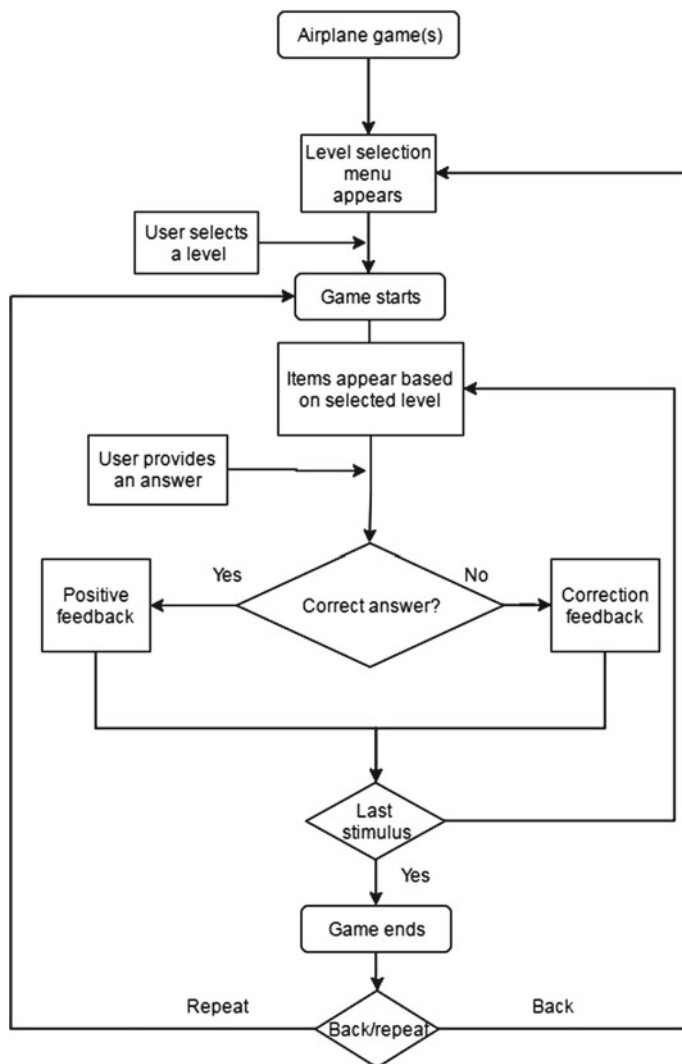 Airplane game(s)
Level selection
menu
appears
User selects
a level
Game starts
Items appear based
on selected level
User provides
an answer
Yes
No
Positive
feedback
Correct answer?
Correction
feedback
Last
stimulus
Yes
Game ends
Repeat
Back
Back/repeat